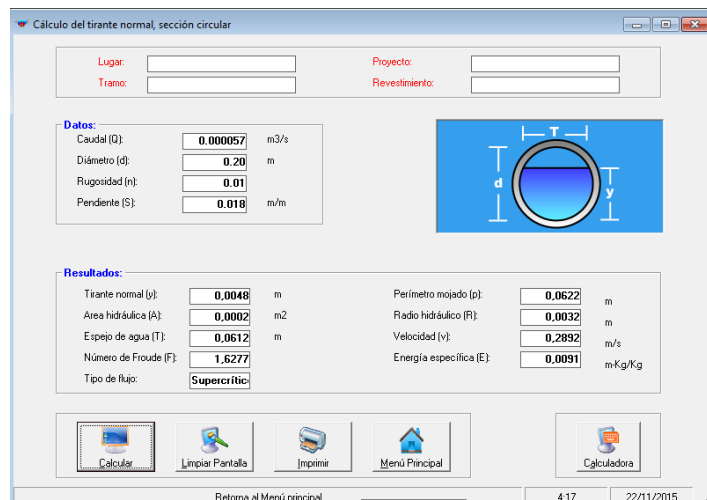 Cálculo del tirante normal, sección circular
Lugar: Proyecto:
Tramo: Revestimiento:
Datos:
Caudal (Q): 0.000057 m3/s
Diámetro (d): 0.20 m
Rugosidad (n): 0.01
Pendiente (S): 0.018 m/m
T
d
y
Resultados:
Tirante normal (y): 0,0048 m Perímetro mojado (p): 0,0622 m
Area hidráulica (A): 0,0002 m2 Radio hidráulico (R): 0,0032 m
Espejo de agua (T): 0,0612 m Velocidad (v): 0,2892 m/s
Número de Froude (F): 1,6277 Energía específica (E): 0,0091 m-Kg/Kg
Tipo de flujo: Supercrític
Calcular Limpiar Pantalla Imprimir Menú Principal Calculadora
Retorna al Menú principal 4:17 22/11/2015